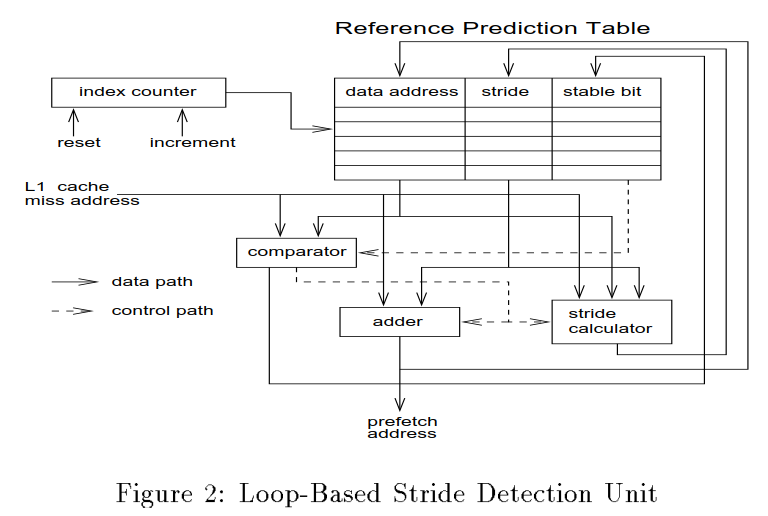 Reference Prediction Table
index counter
data address
stride
stable bit
reset
increment
L1 cache
miss address
comparator
data path
control path
adder
stride
calculator
prefetch
address
Figure 2: Loop-Based Stride Detection Unit